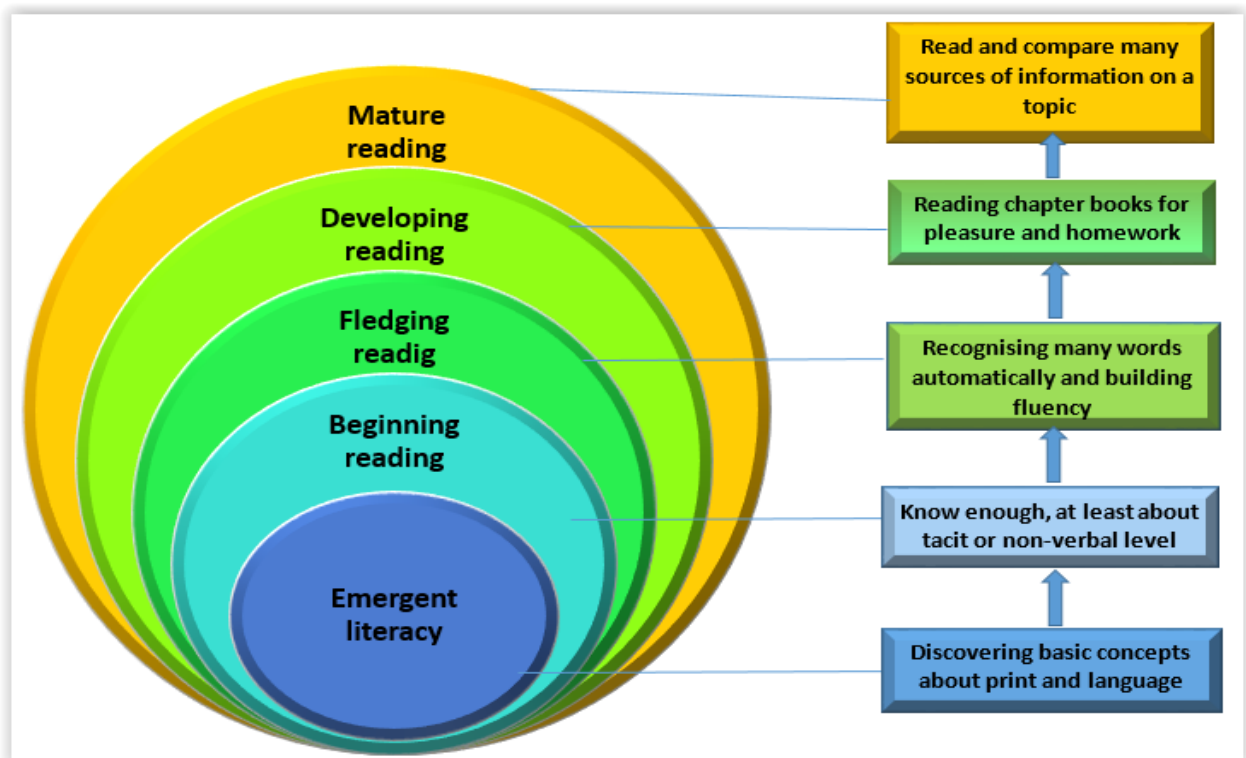 Mature
reading
Developing
reading
Fledging
readig
Beginning
reading
Emergent
literacy
Read and compare many
sources of information on a
topic
Reading chapter books for
pleasure and homework
Recognising many words
automatically and building
fluency
Know enough, at least about
tacit or non-verbal level
Discovering basic concepts
about print and language